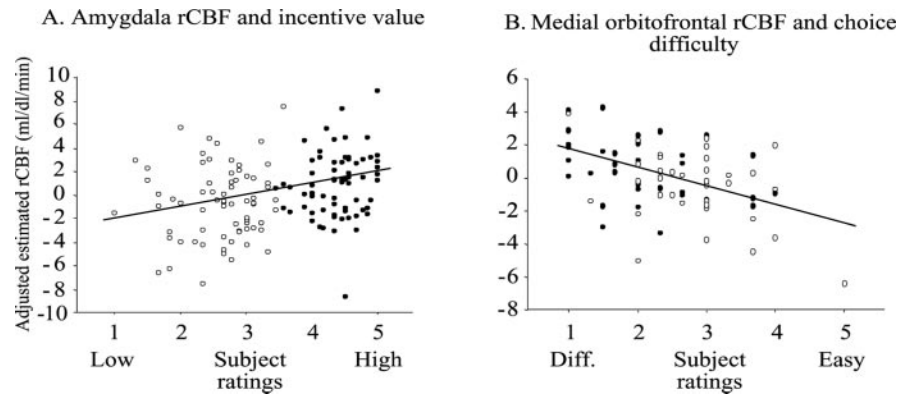 A. Amygdala rCBF and incentive value
Adjusted estimated rCBF (ml/dl/min)
10
8
6
4
2
0
-2
-4
-6
-8
-10
1 2 3 4 5
Low Subject High
ratings
B. Medial orbitofrontal rCBF and choice
difficulty
6
4
2
0
-2
-4
-6
-8
1 2 3 4 5
Diff. Subject Easy
ratings